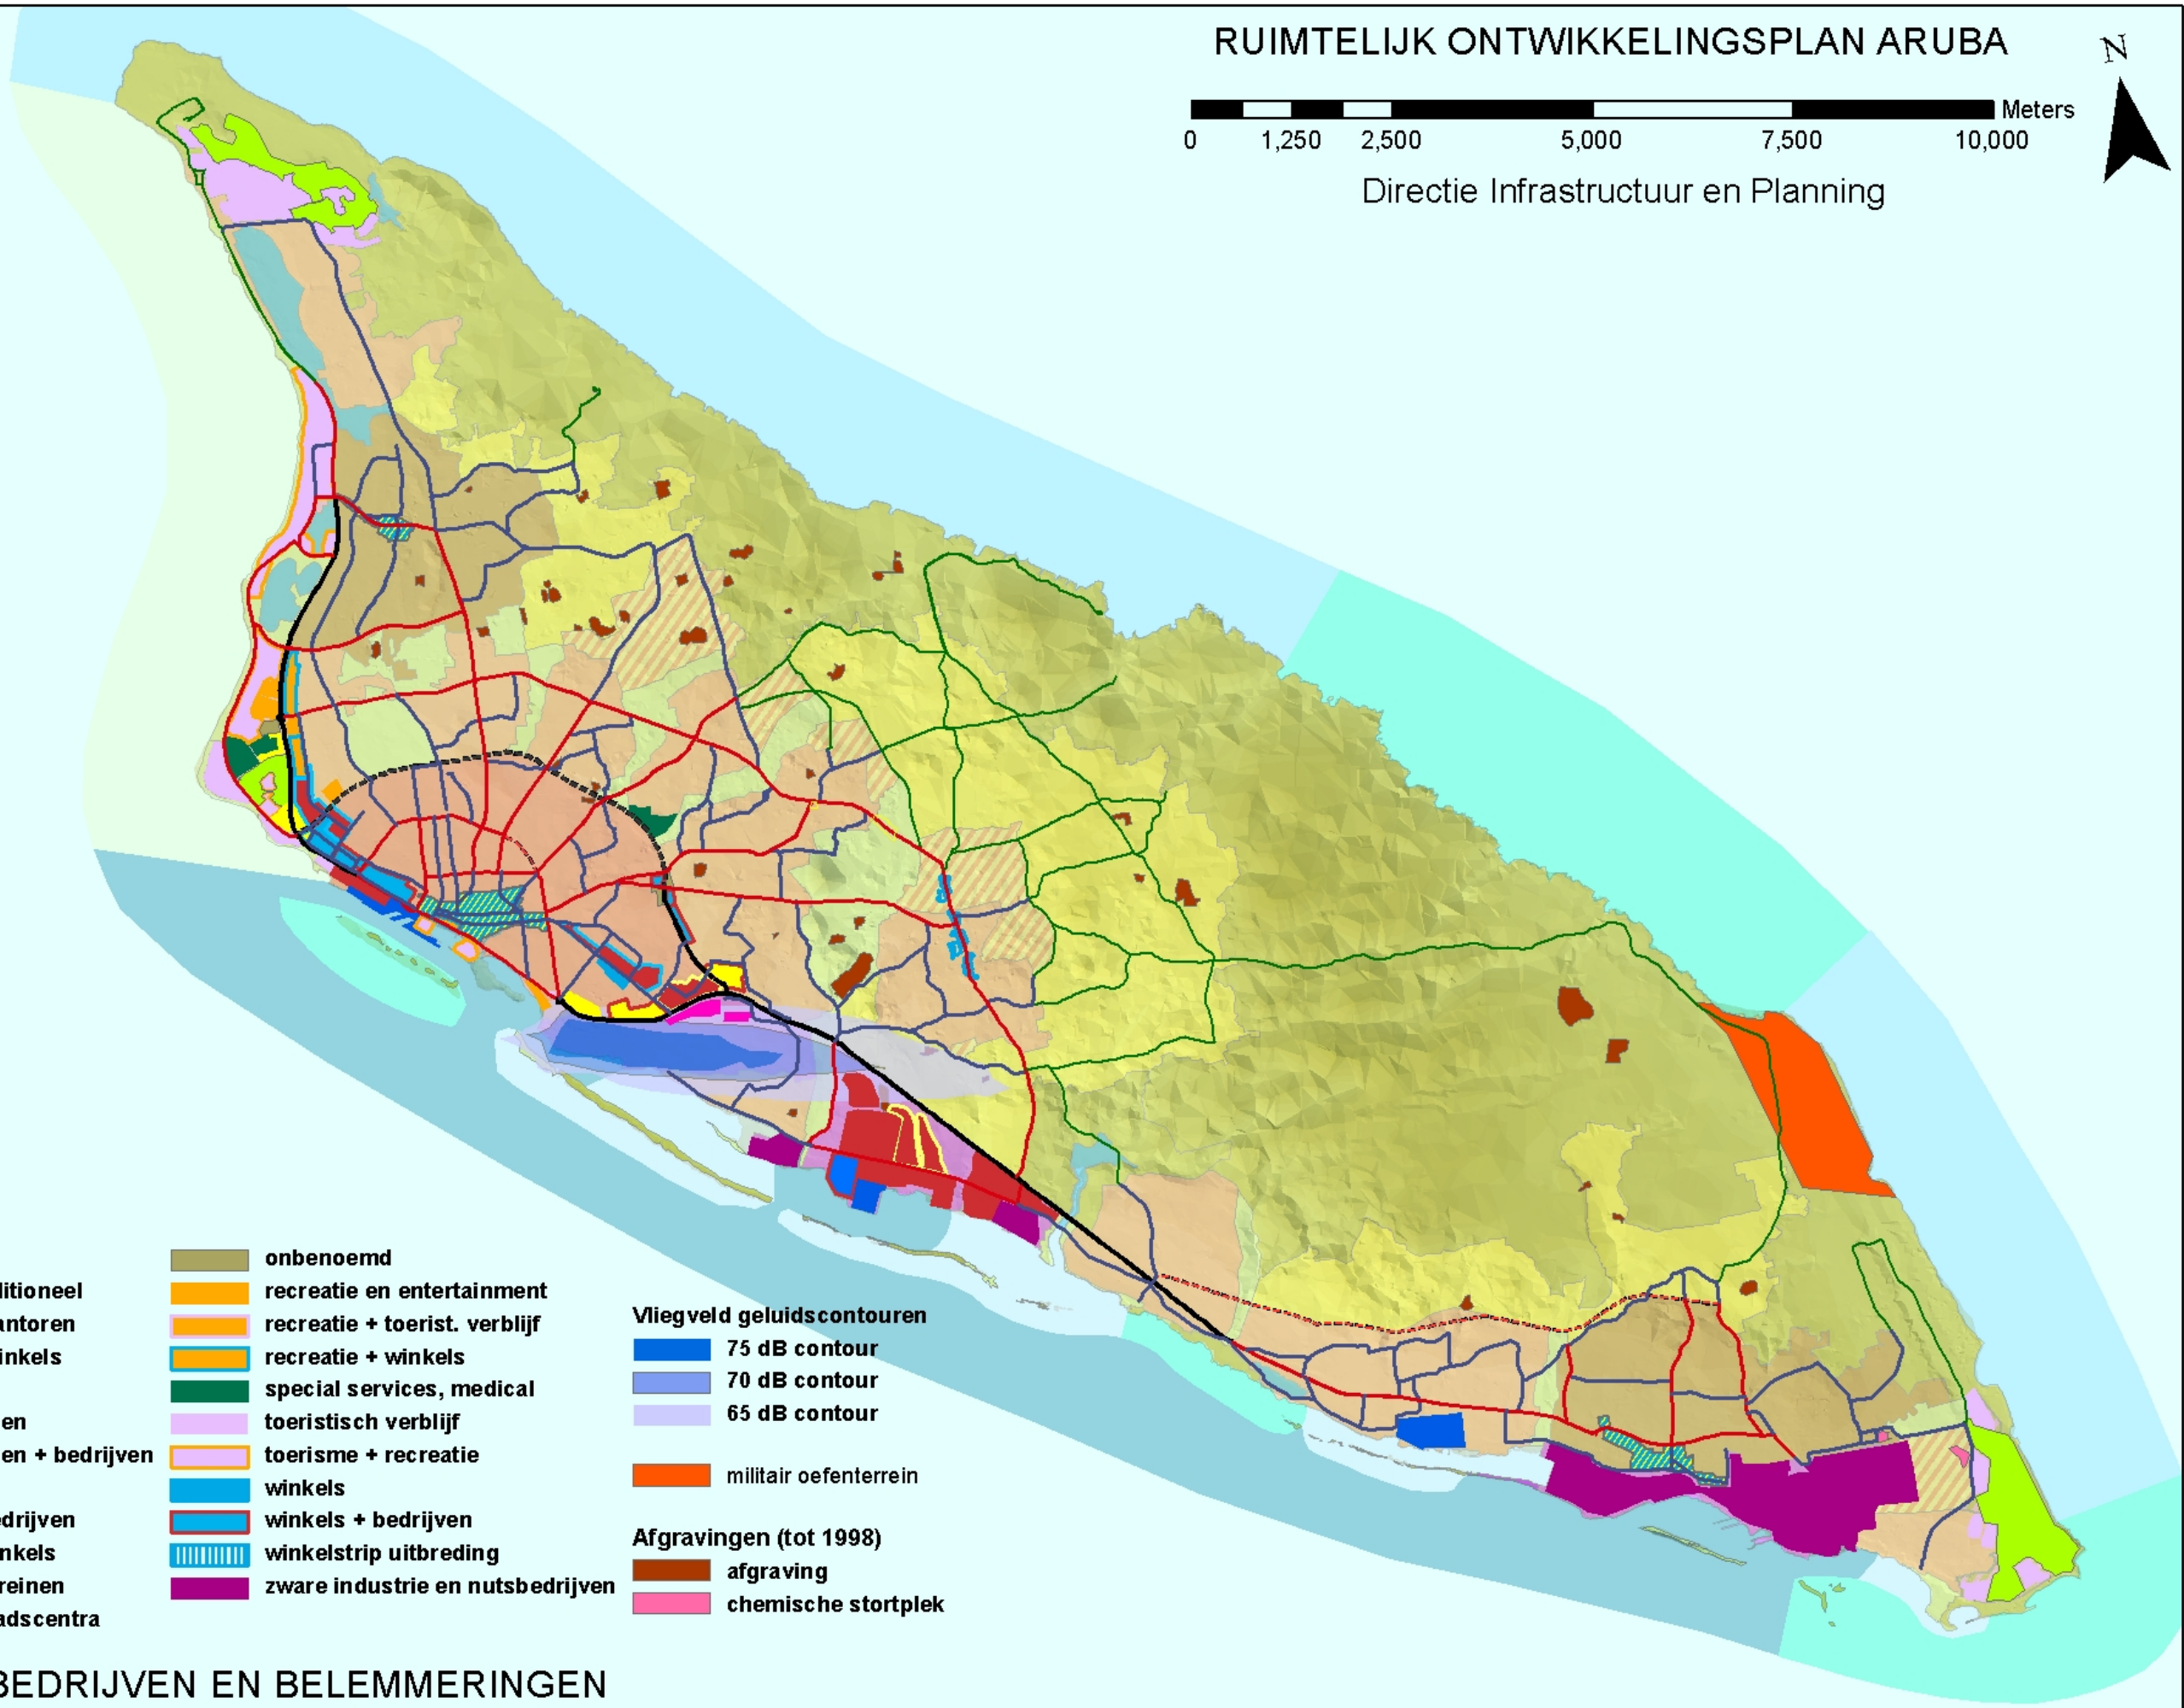 RUIMTELIJK ONTWIKKELINGSPLAN ARUBA
N
Meters
0 1,250 2,500 5,000 7,500 10,000
Directie Infrastructuur en Planning
litioneel
antoren
inkels
en
en + bedrijven
edrijven
nkels
reinen
adscentra
onbenoemd
recreatie en entertainment
recreatie + toerist. verblijf
recreatie + winkels
special services, medical
toeristisch verblijf
toerisme + recreatie
winkels
winkels + bedrijven
winkelstrip uitbreding
zware industrie en nutsbedrijven
Vliegveld geluidscontouren
75 dB contour
70 dB contour
65 dB contour
militair oefenterrein
Afgravingen (tot 1998)
afgraving
chemische stortplek
BEDRIJVEN EN BELEMMERINGEN